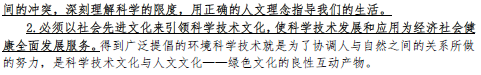 间的冲突，深刻理解科学的限度，用正确的人文理念指导我们的生活。
2.必须以社会先进文化来引领科学技术文化，使科学技术发展和应用为经济社会健
康全面发展服务。得到广泛提倡的环境科学技术就是为了协调人与自然之间的关系所做
的努力，是科学技术文化与人文文化——绿色文化的良性互动产物。